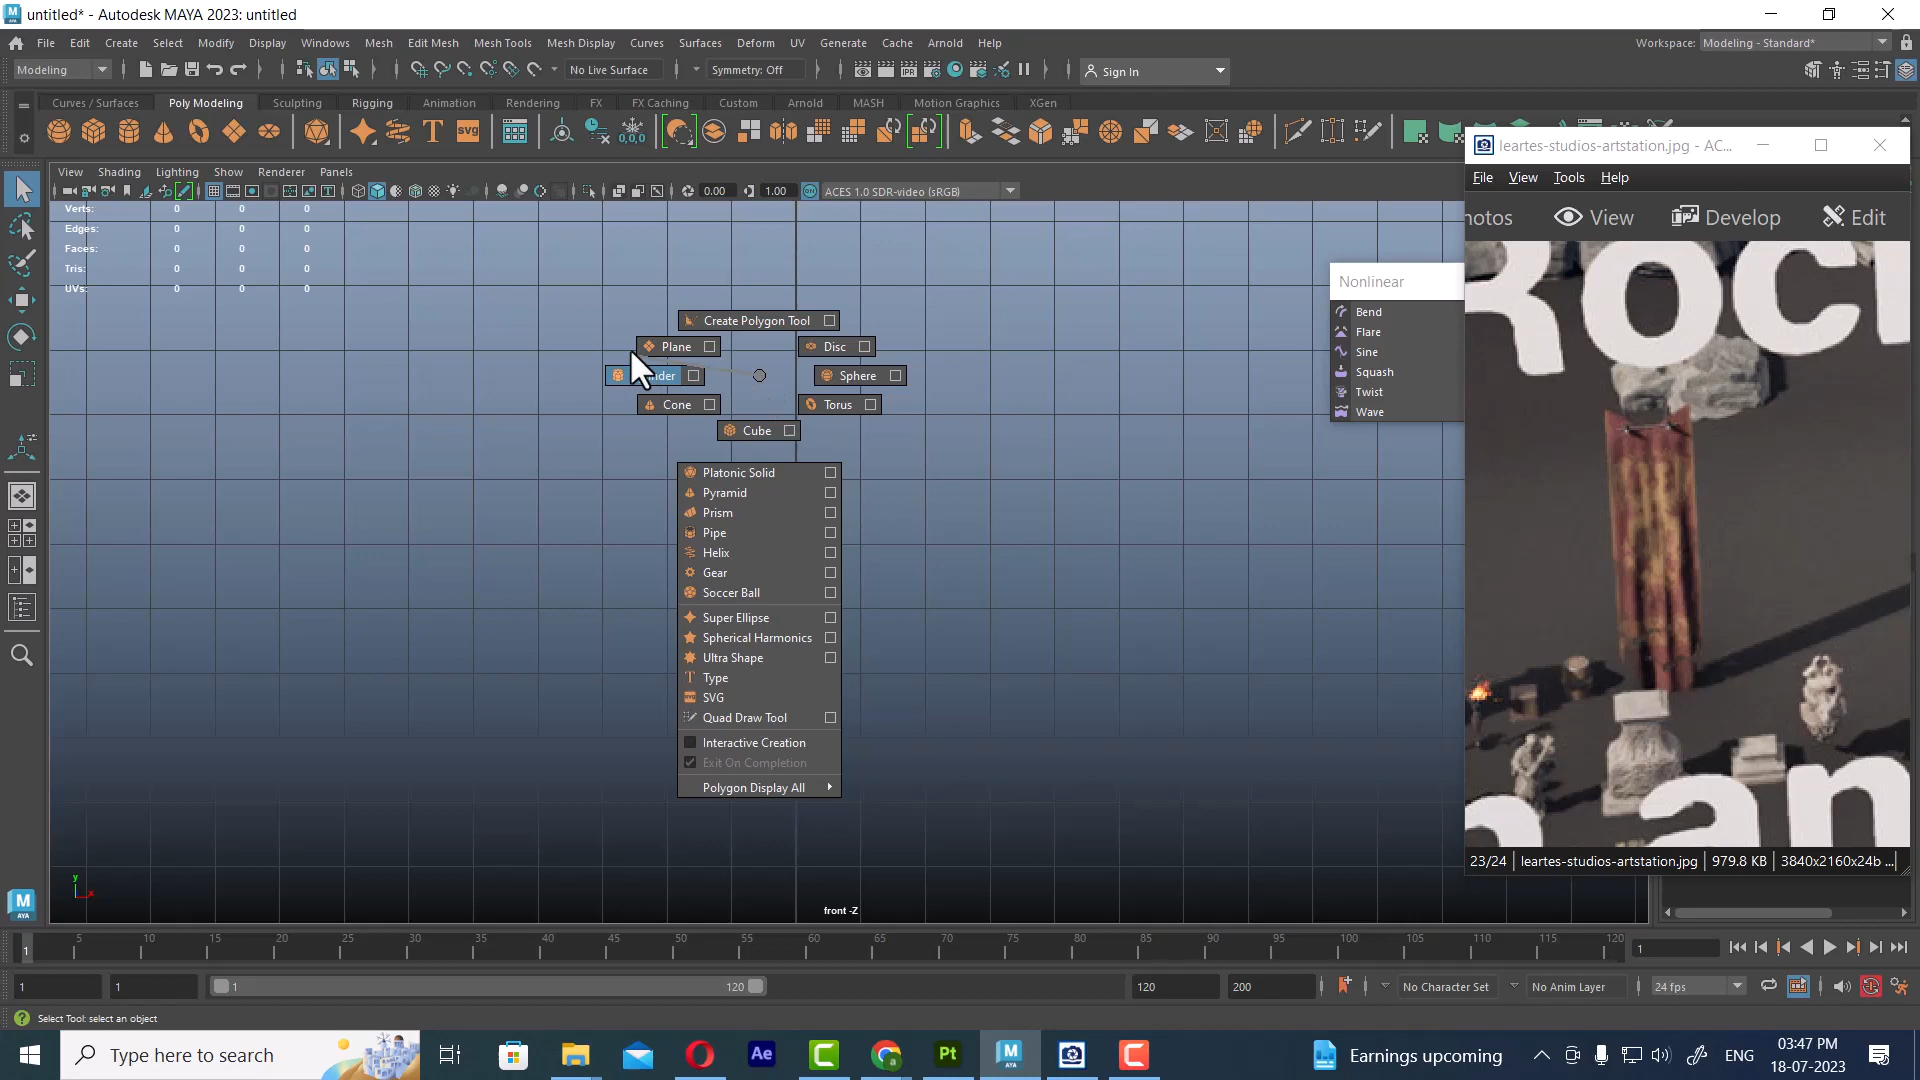 untitled* - Autodesk MAYA 2023: untitled
File Edit Create Select Modify Display Windows Mesh Edit Mesh Mesh Tools Mesh Display Curves Surfaces Deform UV Generate Cache Arnold Help
Workspace: Modeling - Standard*
Modeling
No Live Surface
Symmetry: Off
Sign In
Curves / Surfaces Poly Modeling Sculpting Rigging Animation Rendering FX FX Caching Custom Arnold MASH Motion Graphics XGen
View Shading Lighting Show Renderer Panels
0.00 1.00 ACES 1.0 SDR-video (sRGB)
Verts: 0 0 0
Edges: 0 0 0
Faces: 0 0 0
Tris: 0 0 0
UVs: 0 0 0
Create Polygon Tool
Plane Disc
nder Sphere
Cone Torus
Cube
Platonic Solid
Pyramid
Prism
Pipe
Helix
Gear
Soccer Ball
Super Ellipse
Spherical Harmonics
Ultra Shape
Type
SVG
Quad Draw Tool
Interactive Creation
Exit On Completion
Polygon Display All
Nonlinear
Bend
Flare
Sine
Squash
Twist
Wave
leartes-studios-artstation.jpg - AC...
File View Tools Help
hotos View Develop Edit
Rock
an
23/24 leartes-studios-artstation.jpg 979.8 KB 3840x2160x24b ...
front -Z
y
x
5 10 15 20 25 30 35 40 45 50 55 60 65 70 75 80 85 90 95 100 105 110 115 120
1 1
1 1 1 120 120 200 No Character Set No Anim Layer 24 fps
Select Tool: select an object
Type here to search
Earnings upcoming
ENG
03:47 PM
18-07-2023